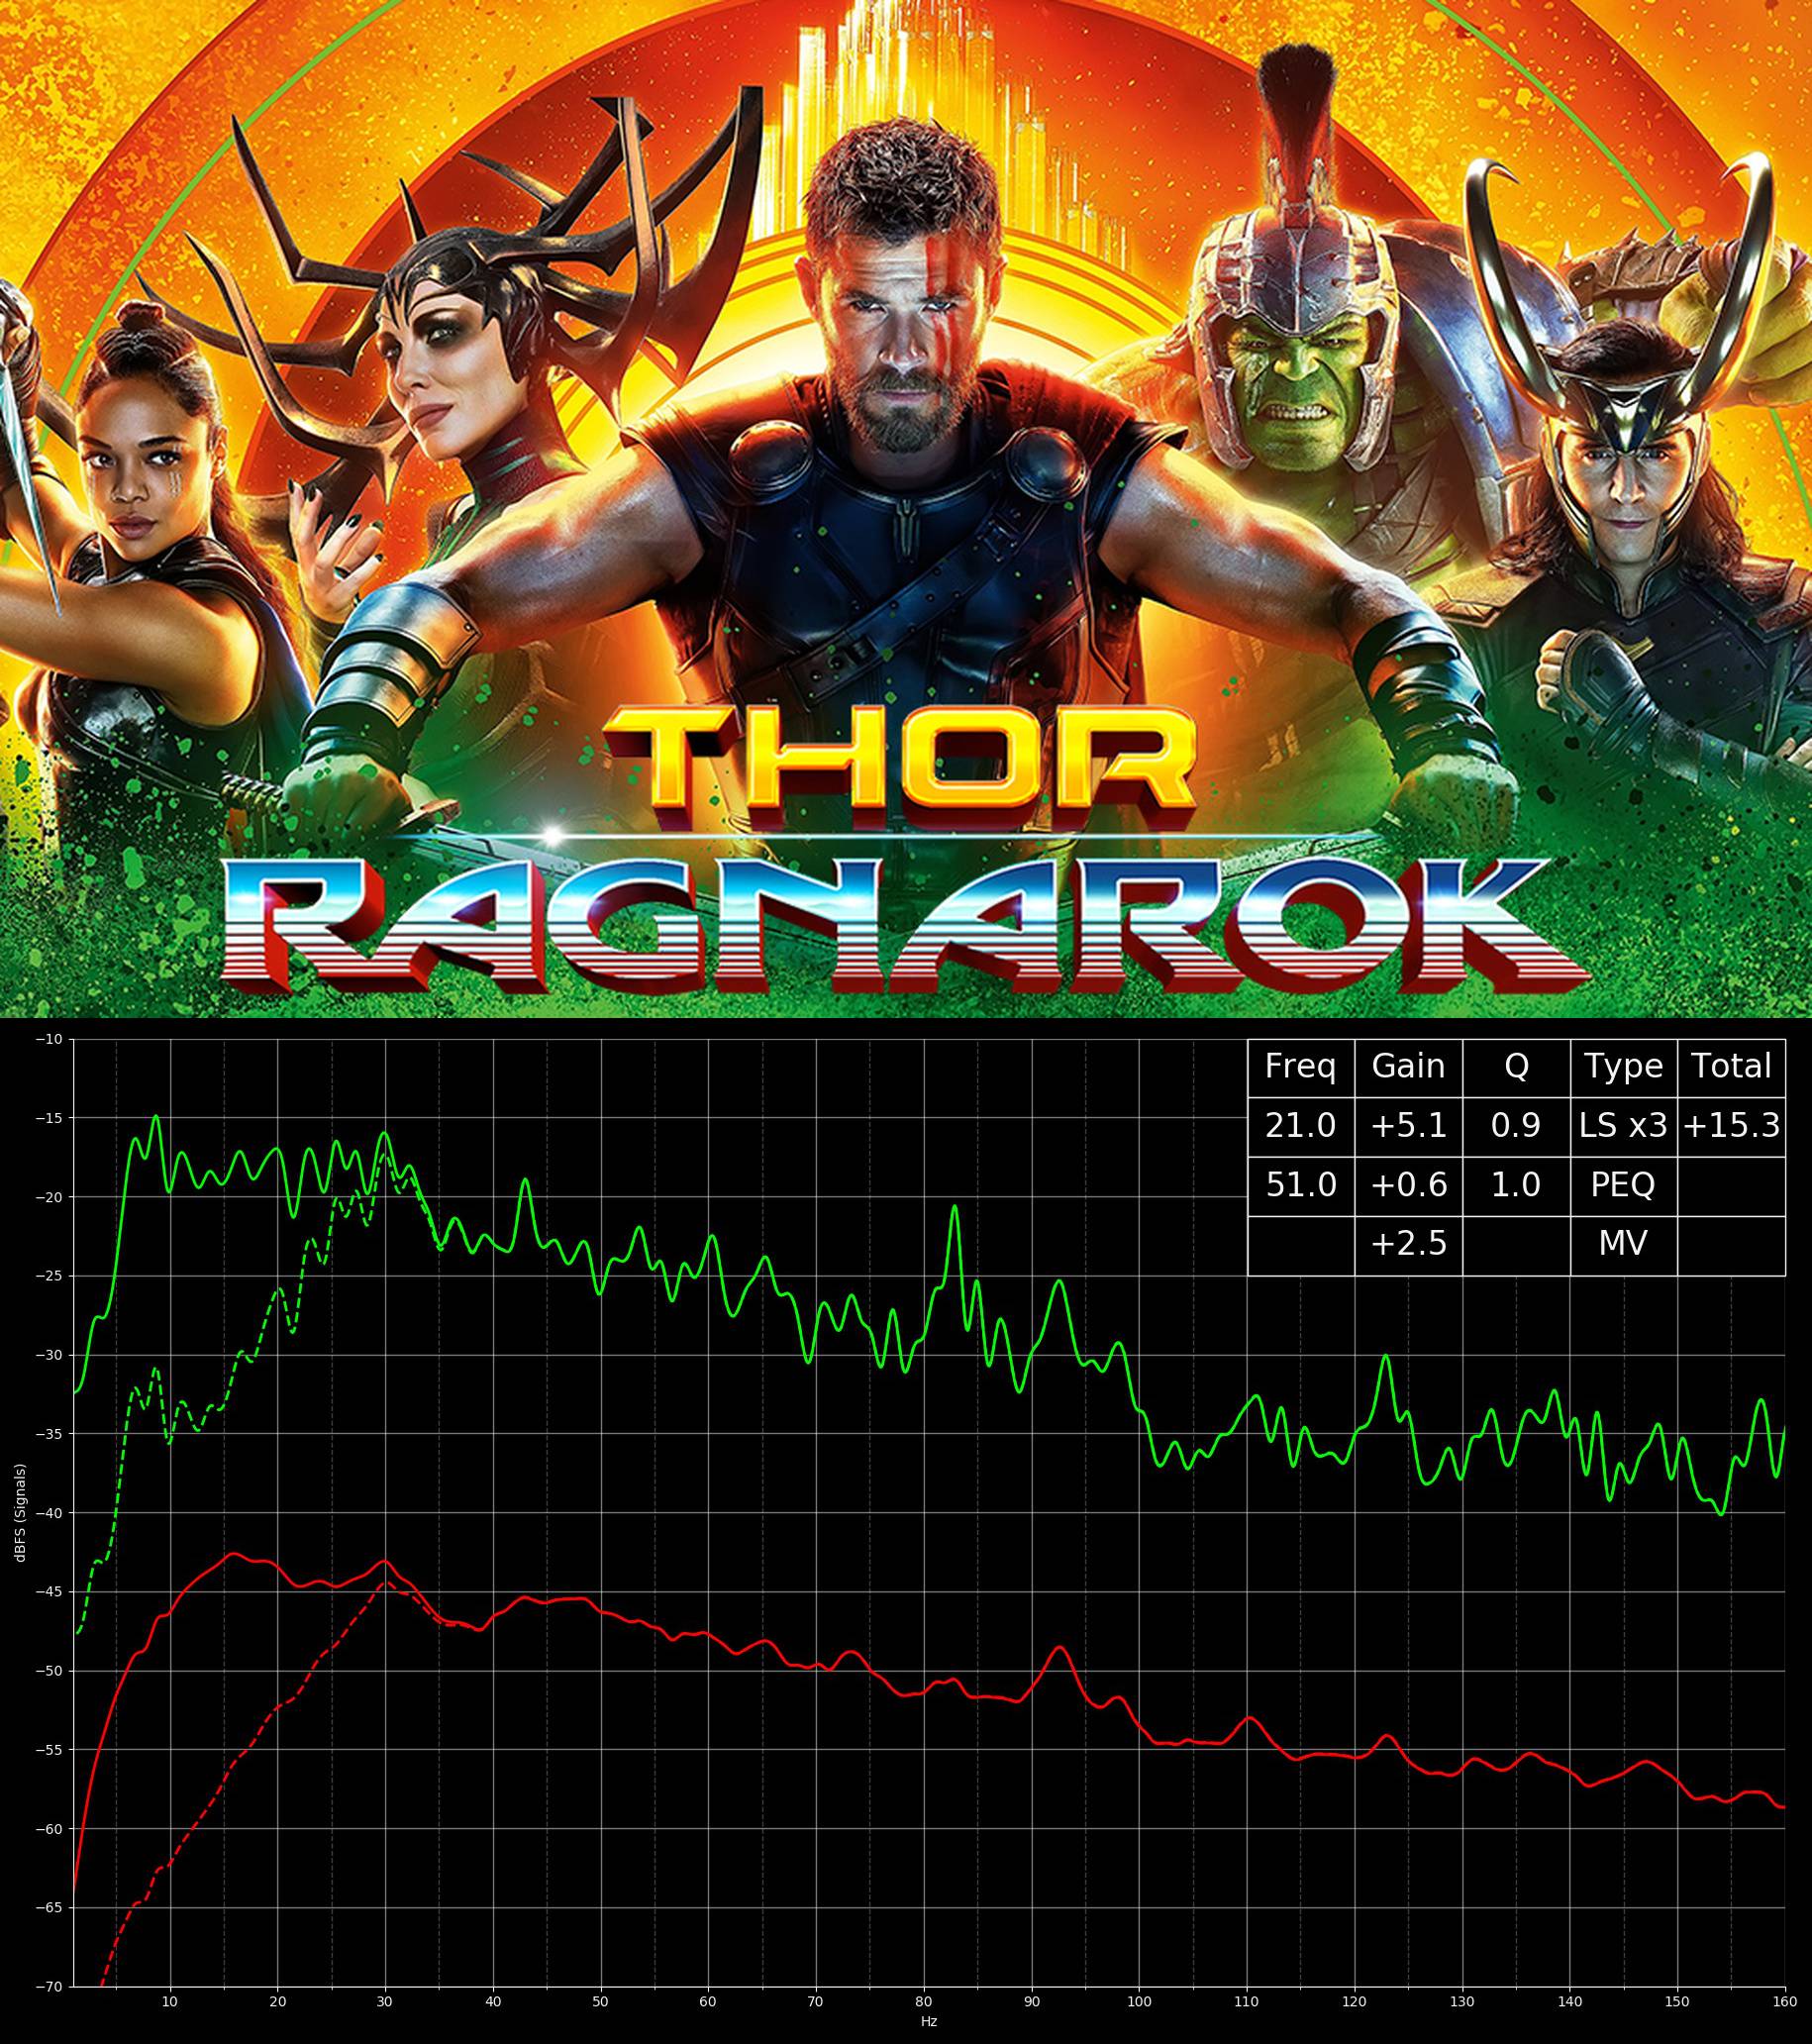 THOR
RAGNAROK
Freq Gain Q Type Total
21.0 +5.1 0.9 LS x3 +15.3
51.0 +0.6 1.0 PEQ
+2.5 MV
−10
−15
−20
−25
−30
−35
−40
−45
−50
−55
−60
−65
−70
dBFS (Signals)
10 20 30 40 50 60 70 80 90 100 110 120 130 140 150 160
Hz